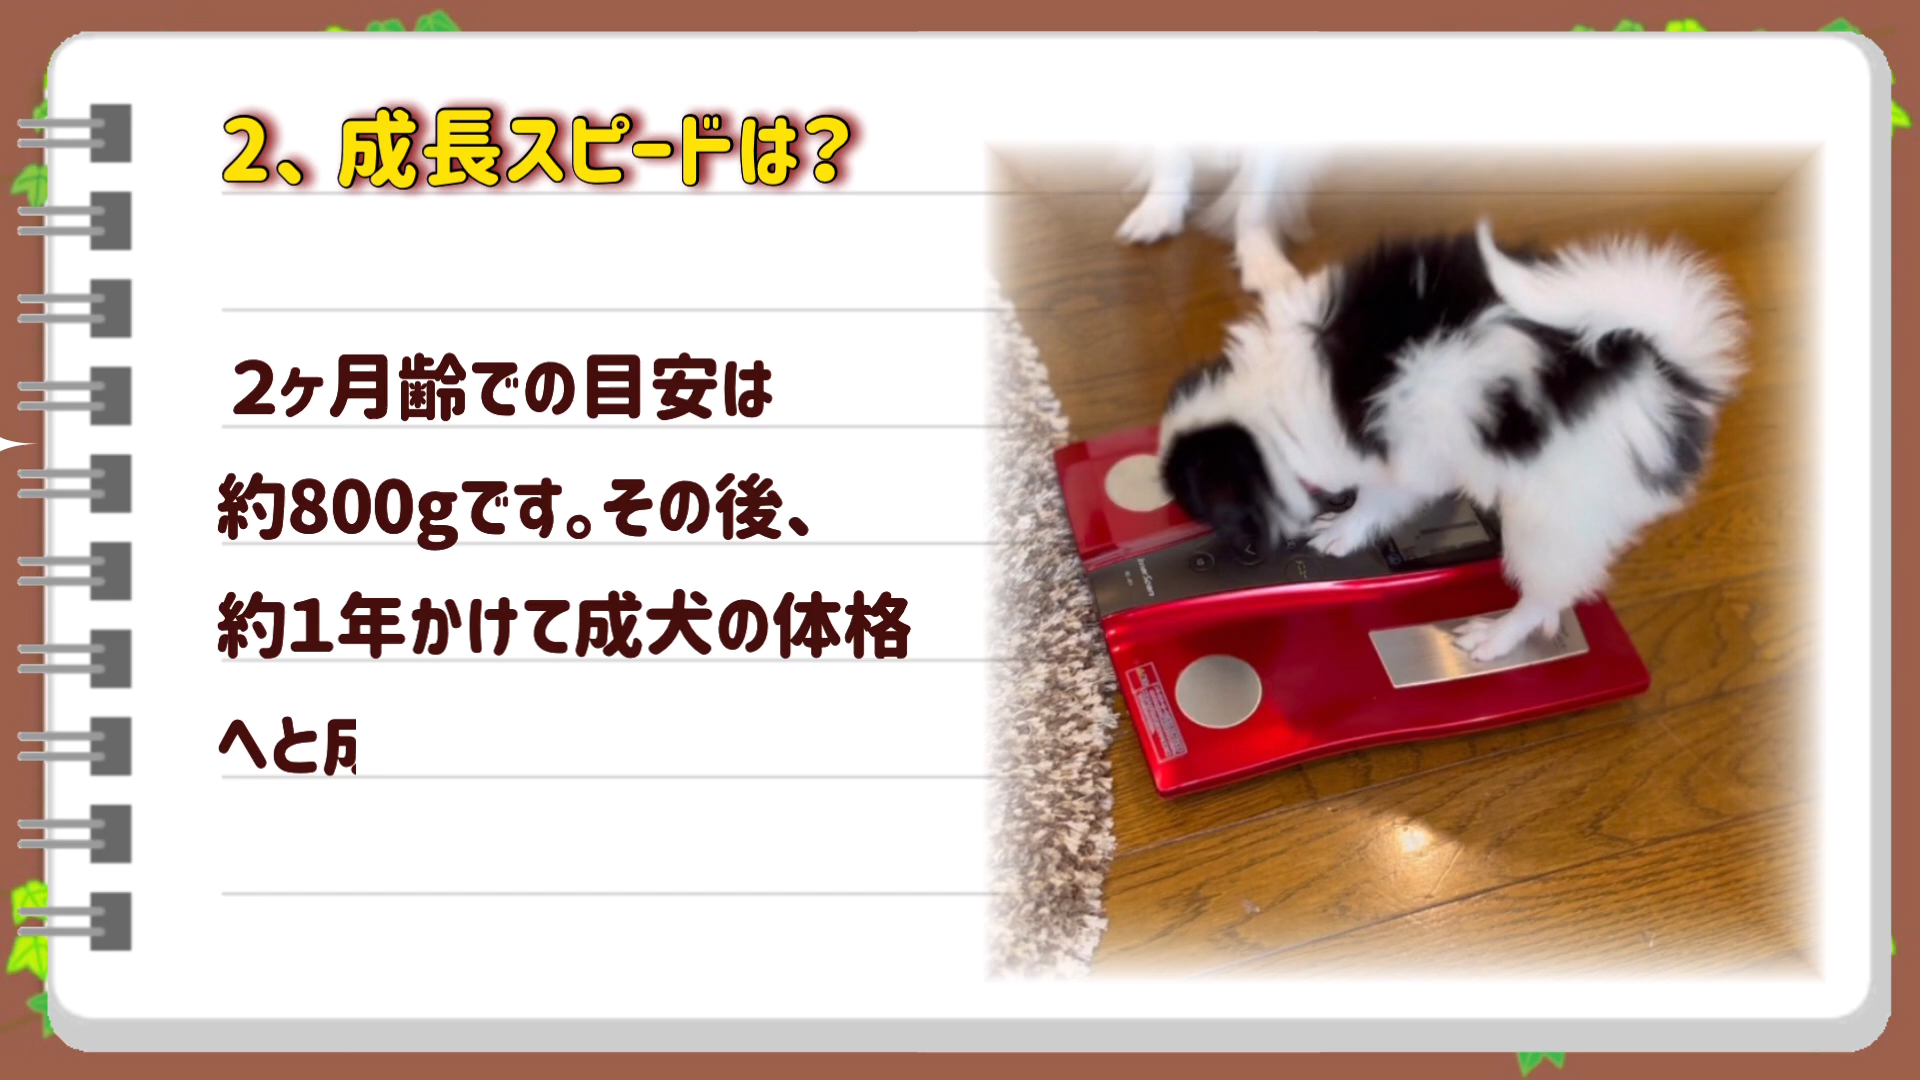 2、成長スピードは?
2ヶ月齢での目安は
約800gです。その後、
約1年かけて成犬の体格
へと成